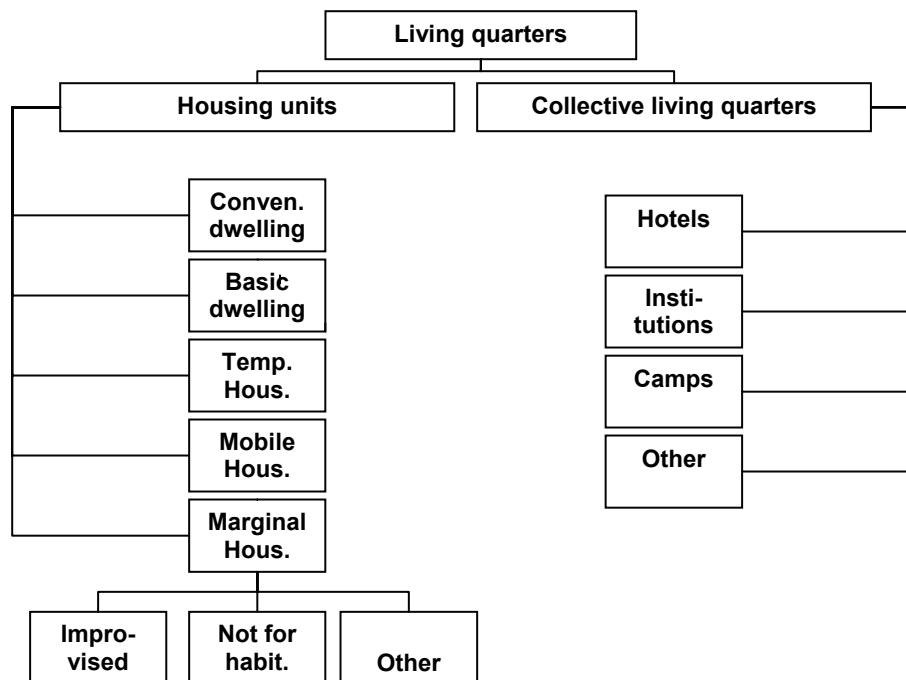 Living quarters
Housing units
Collective living quarters
Conven.
dwelling
Basic
dwelling
Temp.
Hous.
Mobile
Hous.
Marginal
Hous.
Hotels
Insti-
tutions
Camps
Other
Impro-
vised
Not for
habit.
Other